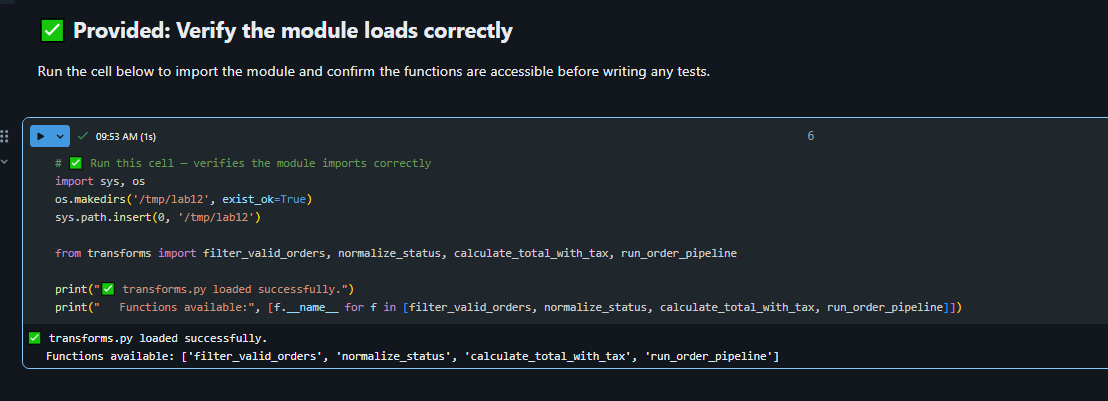 ✅ Provided: Verify the module loads correctly
Run the cell below to import the module and confirm the functions are accessible before writing any tests.
09:53 AM (1s)
6
# ✅ Run this cell — verifies the module imports correctly
import sys, os
os.makedirs('/tmp/lab12', exist_ok=True)
sys.path.insert(0, '/tmp/lab12')
from transforms import filter_valid_orders, normalize_status, calculate_total_with_tax, run_order_pipeline
print("✅ transforms.py loaded successfully.")
print("   Functions available:", [f.__name__ for f in [filter_valid_orders, normalize_status, calculate_total_with_tax, run_order_pipeline]])
✅ transforms.py loaded successfully.
   Functions available: ['filter_valid_orders', 'normalize_status', 'calculate_total_with_tax', 'run_order_pipeline']